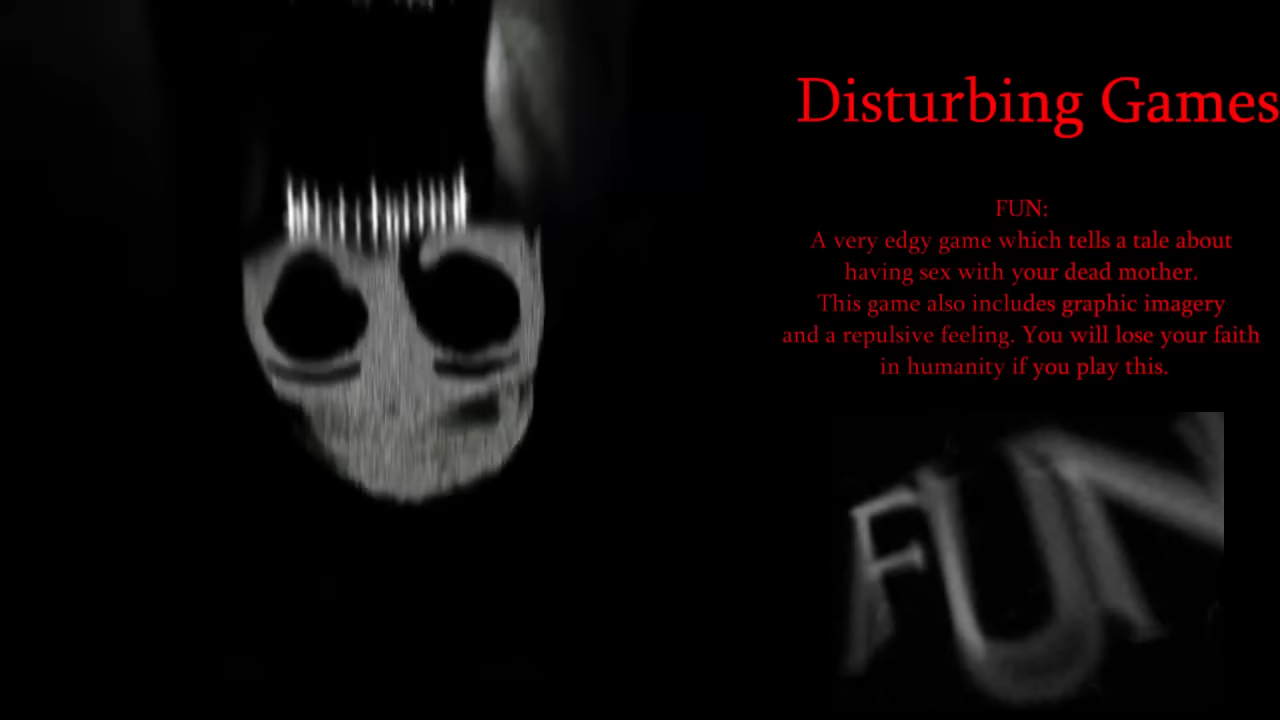 Disturbing Games
FUN:
A very edgy game which tells a tale about
having sex with your dead mother.
This game also includes graphic imagery
and a repulsive feeling. You will lose your faith
in humanity if you play this.
FUN